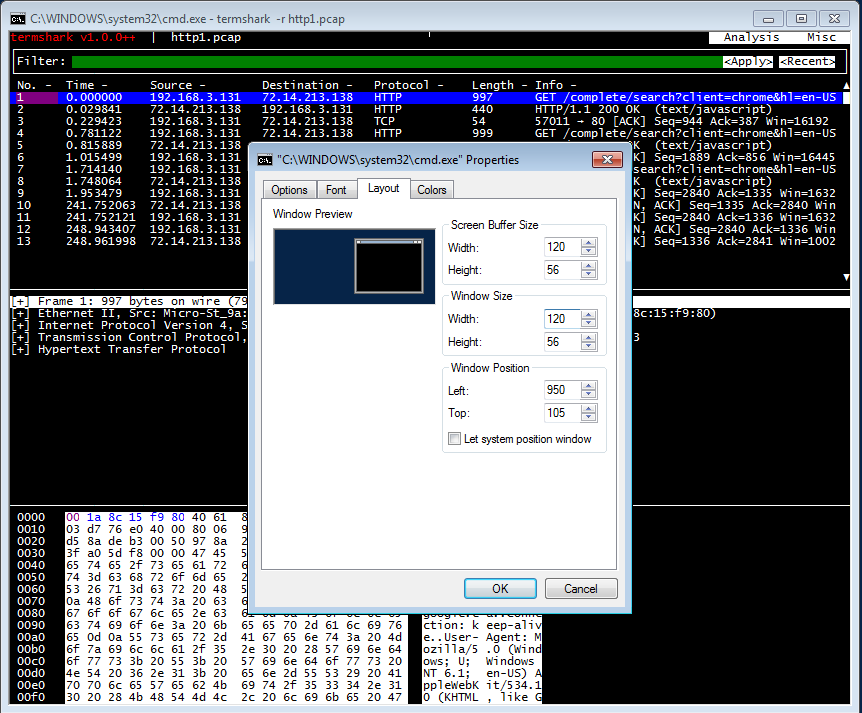 C:\WINDOWS\system32\cmd.exe - termshark -r http1.pcap
termshark v1.0.0++ | http1.pcap Analysis Misc
Filter: <Apply> <Recent>
No. - Time - Source - Destination - Protocol - Length - Info -
1 0.000000 192.168.3.131 72.14.213.138 HTTP 997 GET /complete/search?client=chrome&hl=en-US
2 0.029841 72.14.213.138 192.168.3.131 HTTP 440 HTTP/1.1 200 OK (text/javascript)
3 0.229423 192.168.3.131 72.14.213.138 TCP 54 57011 → 80 [ACK] Seq=944 Ack=387 Win=16192
4 0.781122 192.168.3.131 72.14.213.138 HTTP 999 GET /complete/search?client=chrome&hl=en-US
5 0.815889 72.14.213.138 K (text/javascript)
6 1.015499 192.168.3.131 K] Seq=1889 Ack=856 Win=16445
7 1.714140 192.168.3.131 search?client=chrome&hl=en-US
8 1.748064 72.14.213.138 K (text/javascript)
9 1.953479 192.168.3.131 K] Seq=2840 Ack=1335 Win=1632
10 241.752063 72.14.213.138 N, ACK] Seq=1335 Ack=2840 Win
11 241.752121 192.168.3.131 K] Seq=2840 Ack=1336 Win=1632
12 248.943407 192.168.3.131 N, ACK] Seq=2840 Ack=1336 Win
13 248.961998 72.14.213.138 K] Seq=1336 Ack=2841 Win=1002
"C:\WINDOWS\system32\cmd.exe" Properties
Options Font Layout Colors
Window Preview
Screen Buffer Size
Width: 120
Height: 56
Window Size
Width: 120
Height: 56
Window Position
Left: 950
Top: 105
Let system position window
OK Cancel
[+] Frame 1: 997 bytes on wire (79
[+] Ethernet II, Src: Micro-St_9a: 8c:15:f9:80)
[+] Internet Protocol Version 4, S
[+] Transmission Control Protocol, 3
[+] Hypertext Transfer Protocol
0000 00 1a 8c 15 f9 80 40 61 8
0010 03 d7 76 e0 40 00 80 06 9
0020 d5 8a de b3 00 50 97 8a 2
0030 3f a0 5d f8 00 00 47 45 5
0040 65 74 65 2f 73 65 61 72 6
0050 74 3d 63 68 72 6f 6d 65 2
0060 53 26 71 3d 63 72 20 48 5
0070 0a 48 6f 73 74 3a 20 63 6
0080 67 6f 6f 67 6c 65 2e 63
0090 63 74 69 6f 6e 3a 20 6b 65 65 70 2d 61 6c 69 76 ction: k eep-aliv
00a0 65 0d 0a 55 73 65 72 2d 41 67 65 6e 74 3a 20 4d e..User- Agent: M
00b0 6f 7a 69 6c 6c 61 2f 35 2e 30 20 28 57 69 6e 64 ozilla/5 .0 (Wind
00c0 6f 77 73 3b 20 55 3b 20 57 69 6e 64 6f 77 73 20 ows; U; Windows
00d0 4e 54 20 36 2e 31 3b 20 65 6e 2d 55 53 29 20 41 NT 6.1; en-US) A
00e0 70 70 6c 65 57 65 62 4b 69 74 2f 35 33 34 2e 31 ppleWebK it/534.1
00f0 30 20 28 4b 48 54 4d 4c 2c 20 6c 69 6b 65 20 47 0 (KHTML , like G